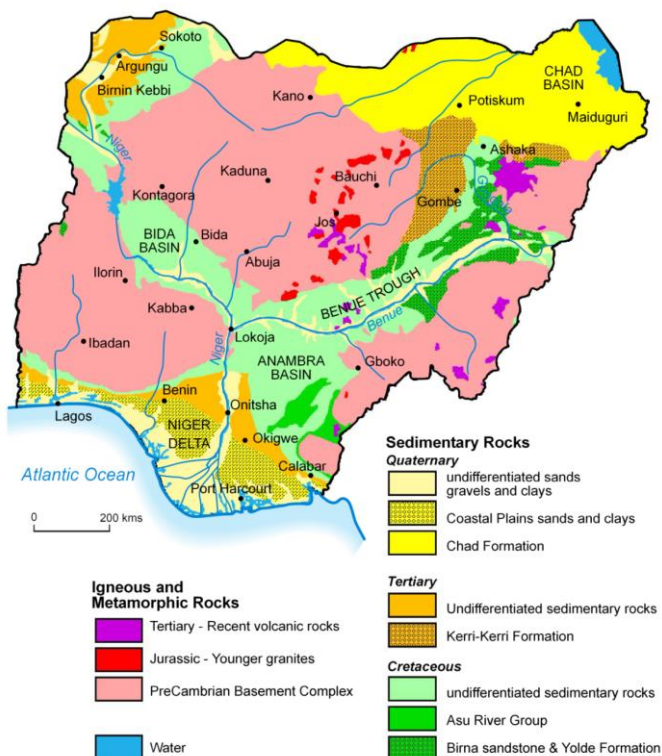 Sokoto
Argungu
Birnin Kebbi
Niger
Kano
CHAD
BASIN
Potiskum
Maiduguri
Ashaka
Kaduna
Bauchi
Kontagora
Gombe
Jos
BIDA
BASIN
Bida
Abuja
Ilorin
Kabba
BENUE TROUGH
Benue
Lokoja
Niger
Ibadan
ANAMBRA
BASIN
Gboko
Benin
Onitsha
Lagos
NIGER
DELTA
Okigwe
Calabar
Port Harcourt
Atlantic Ocean
0 200 kms
Sedimentary Rocks
Quaternary
undifferentiated sands
gravels and clays
Coastal Plains sands and clays
Chad Formation
Tertiary
Undifferentiated sedimentary rocks
Kerri-Kerri Formation
Cretaceous
undifferentiated sedimentary rocks
Asu River Group
Birna sandstone & Yolde Formation
Igneous and
Metamorphic Rocks
Tertiary - Recent volcanic rocks
Jurassic - Younger granites
PreCambrian Basement Complex
Water